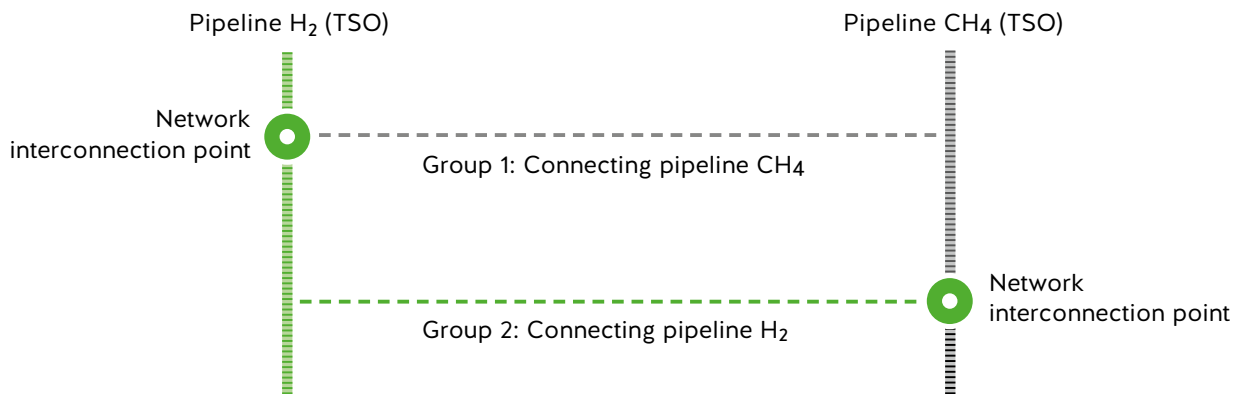 Pipeline H₂ (TSO)
Pipeline CH4 (TSO)
Network
interconnection point
Group 1: Connecting pipeline CH4
Network
interconnection point
Group 2: Connecting pipeline H₂